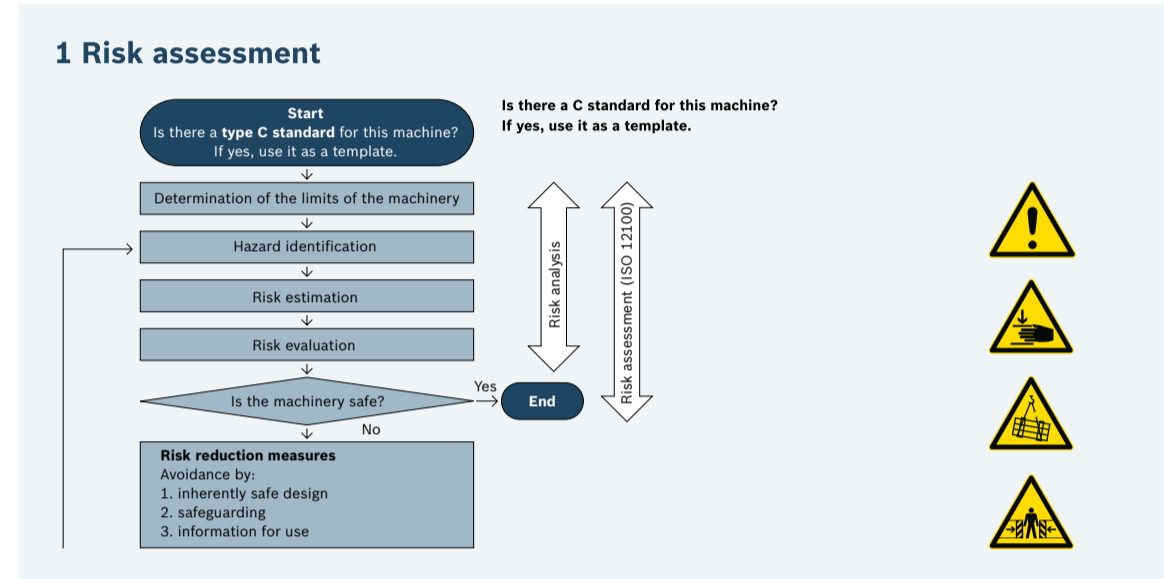 1 Risk assessment
Start
Is there a type C standard for this machine?
If yes, use it as a template.
Is there a C standard for this machine?
If yes, use it as a template.
Determination of the limits of the machinery
Hazard identification
Risk estimation
Risk evaluation
Is the machinery safe?
Yes
End
No
Risk reduction measures
Avoidance by:
1. inherently safe design
2. safeguarding
3. information for use
Risk analysis
Risk assessment (ISO 12100)